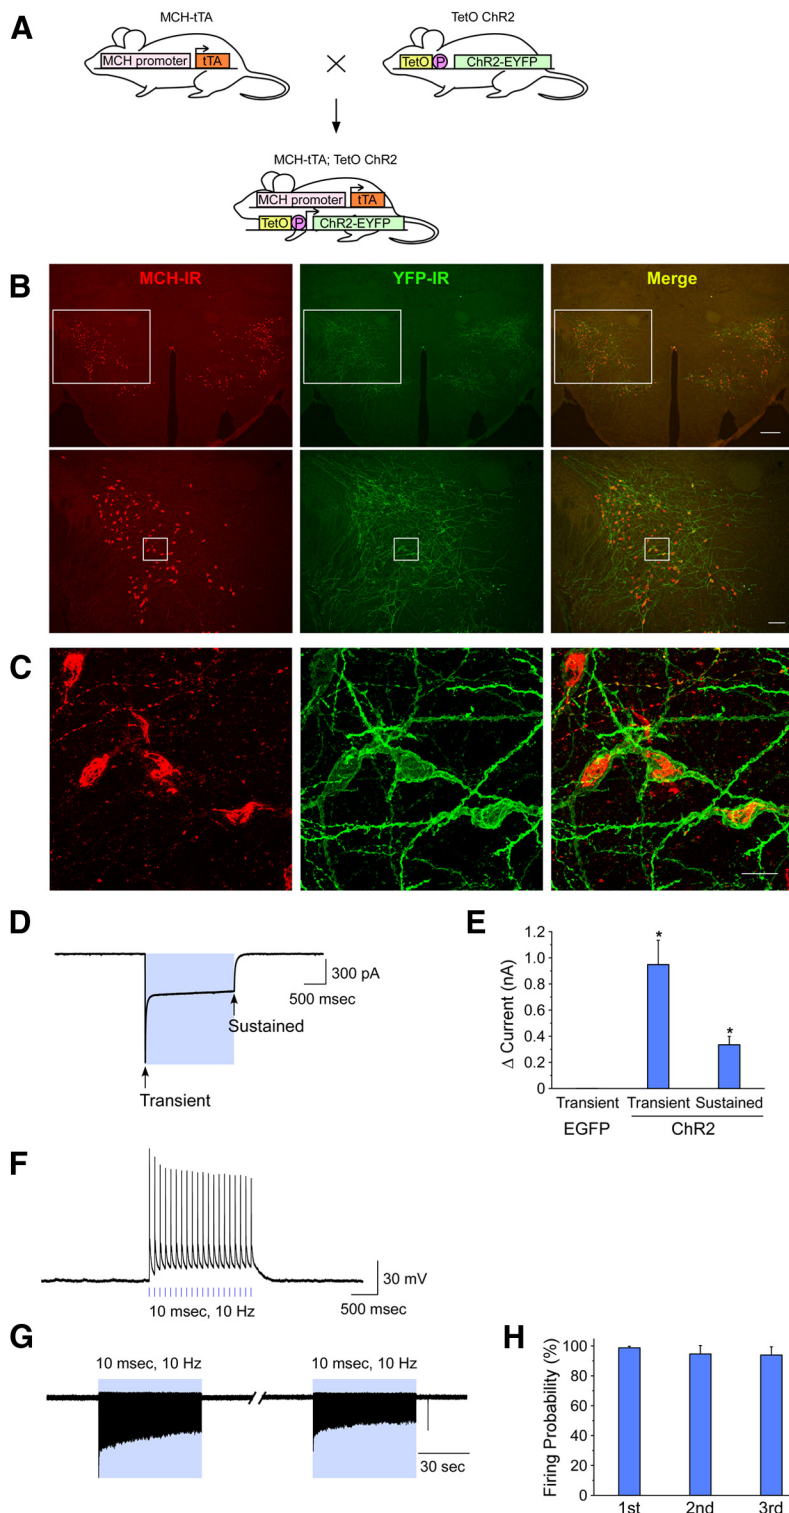 A
MCH-tTA
TetO ChR2
MCH promoter
tTA
TetO
P
ChR2-EYFP
MCH-tTA; TetO ChR2
MCH promoter
tTA
TetO
P
ChR2-EYFP
B
MCH-IR
YFP-IR
Merge
C
D
300 pA
500 msec
Sustained
Transient
E
Δ Current (nA)
1.2
1.0
0.8
0.6
0.4
0.2
0
*
*
Transient
Transient
Sustained
EGFP
ChR2
F
30 mV
500 msec
10 msec, 10 Hz
G
10 msec, 10 Hz
10 msec, 10 Hz
30 sec
H
Firing Probability (%)
100
80
60
40
20
0
1st
2nd
3rd